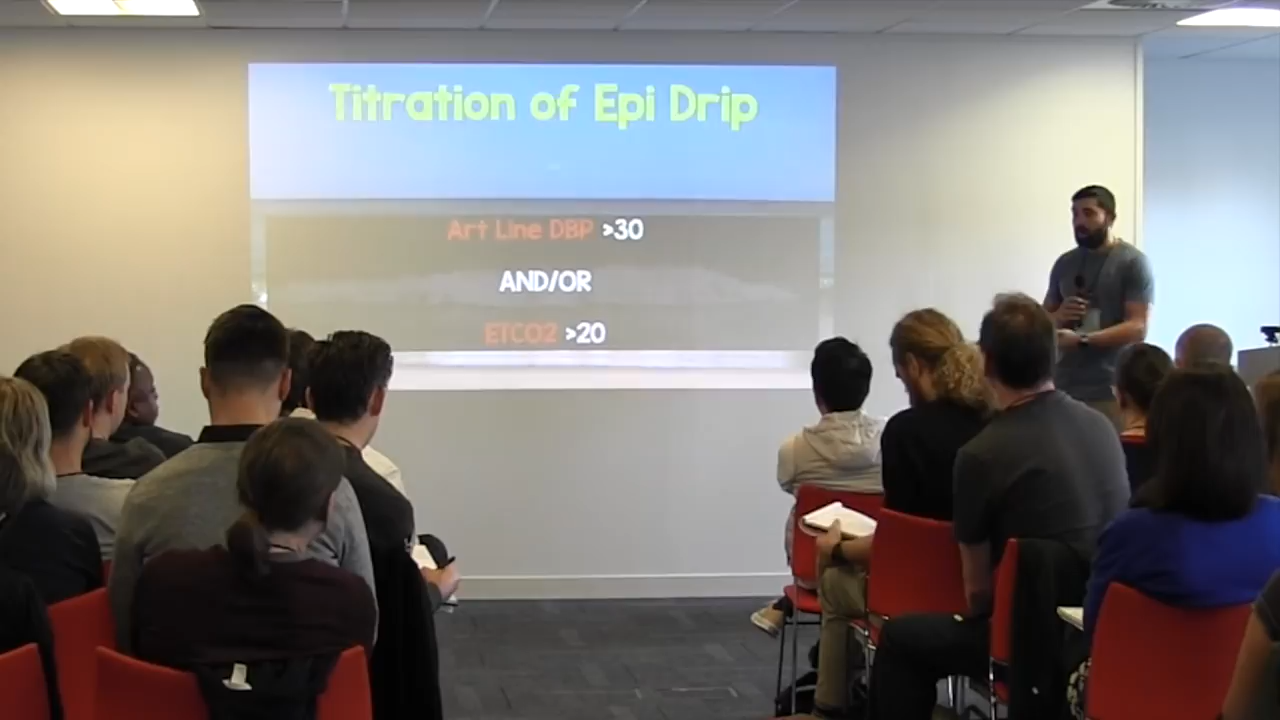 Titration of Epi Drip
Art Line DBP >30
AND/OR
ETCO2 >20